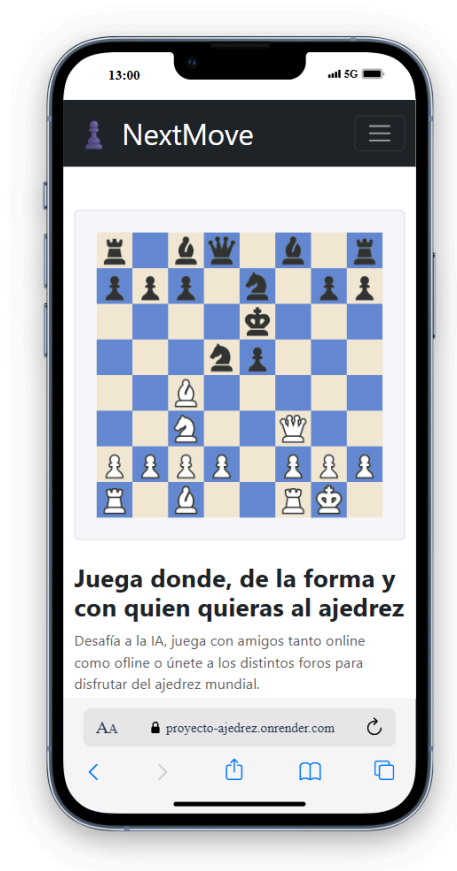 13:00
5G
NextMove
Juega donde, de la forma y
con quien quieras al ajedrez
Desafía a la IA, juega con amigos tanto online
como ofline o únete a los distintos foros para
disfrutar del ajedrez mundial.
AA
proyecto-ajedrez.onrender.com